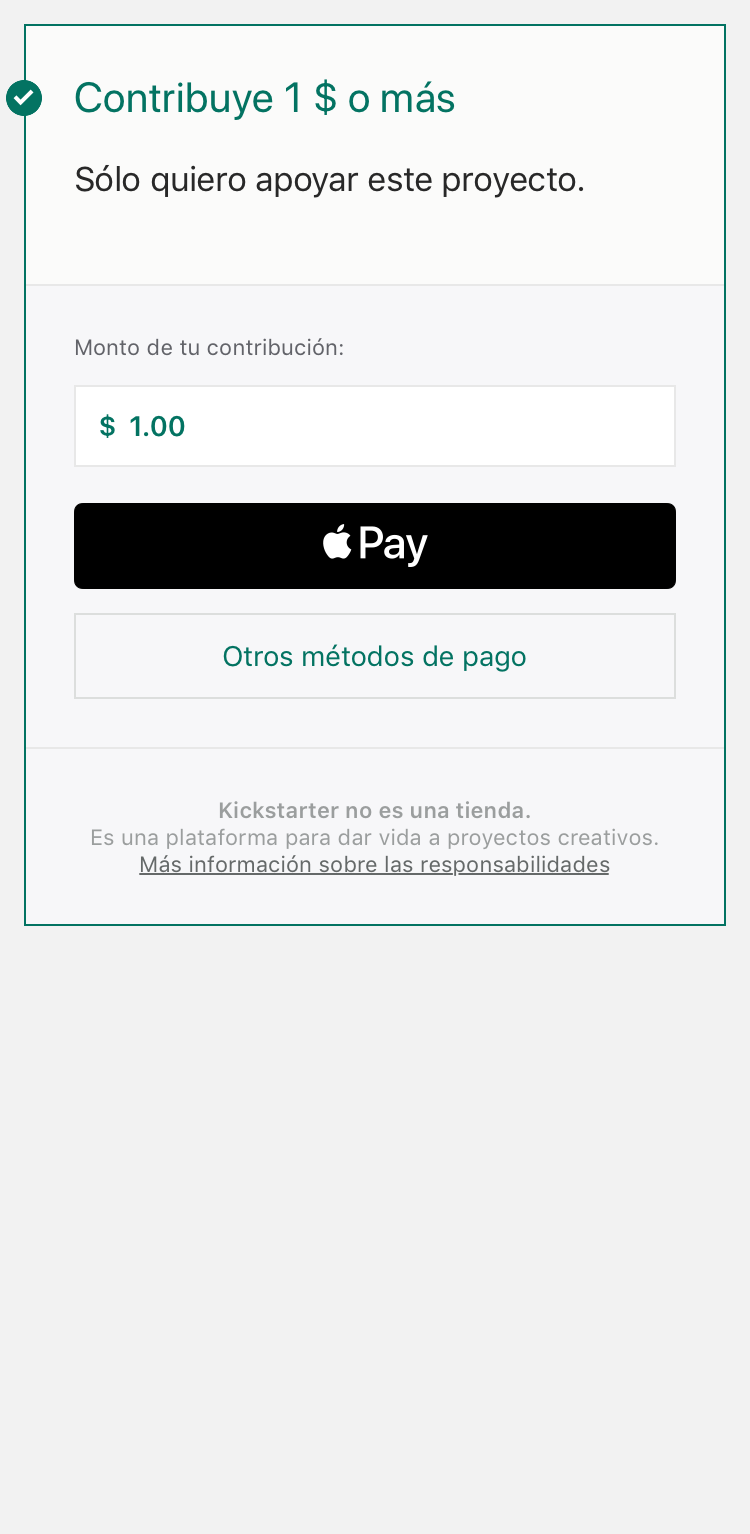 Contribuye 1 $ o más
Sólo quiero apoyar este proyecto.
Monto de tu contribución:
$ 1.00
Pay
Otros métodos de pago
Kickstarter no es una tienda.
Es una plataforma para dar vida a proyectos creativos.
Más información sobre las responsabilidades